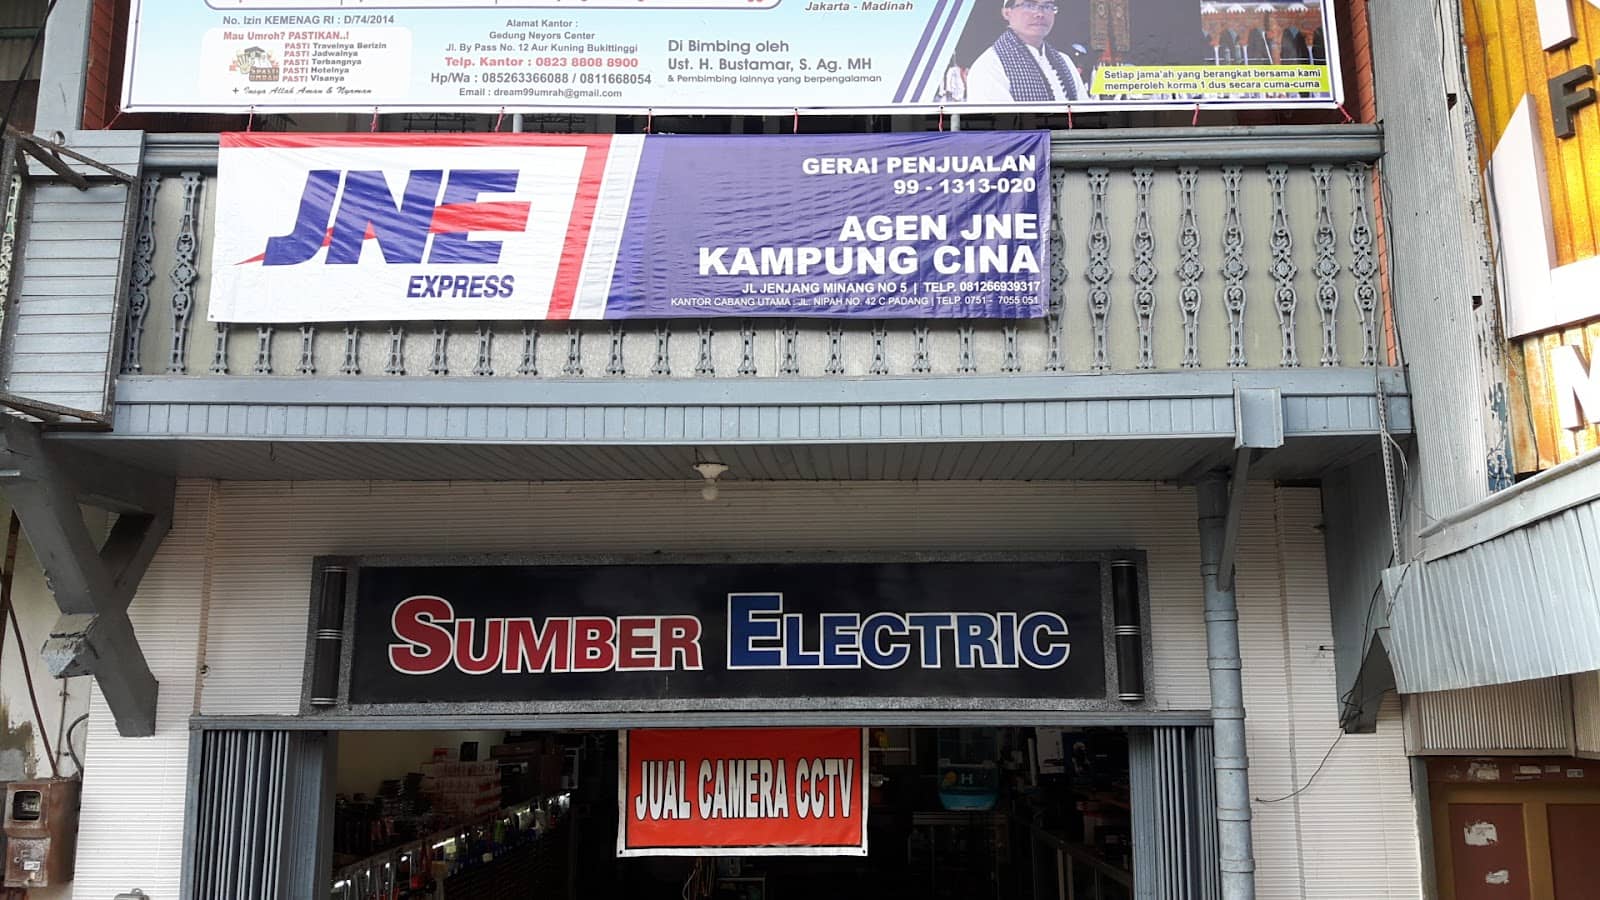 Jakarta - Madinah
No. Izin KEMENAG RI : D/74/2014
Mau Umroh? PASTIKAN..!
PASTI Travelnya Berizin
PASTI Jadwalnya
PASTI Terbangnya
PASTI Hotelnya
PASTI Visanya
+ Insya Allah Aman & Nyaman
Alamat Kantor :
Gedung Neyors Center
Jl. By Pass No. 12 Aur Kuning Bukittinggi
Telp. Kantor : 0823 8808 8900
Hp/Wa : 085263366088 / 0811668054
Email : dream99umrah@gmail.com
Di Bimbing oleh
Ust. H. Bustamar, S. Ag. MH
& Pembimbing lainnya yang berpengalaman
Setiap jama'ah yang berangkat bersama kami
memperoleh korma 1 dus secara cuma-cuma
JNE
EXPRESS
GERAI PENJUALAN
99 - 1313-020
AGEN JNE
KAMPUNG CINA
JL JENJANG MINANG NO 5 | TELP. 081266939317
KANTOR CABANG UTAMA : JL. NIPAH NO. 42 C PADANG | TELP. 0751 - 7055 051
SUMBER ELECTRIC
JUAL CAMERA CCTV